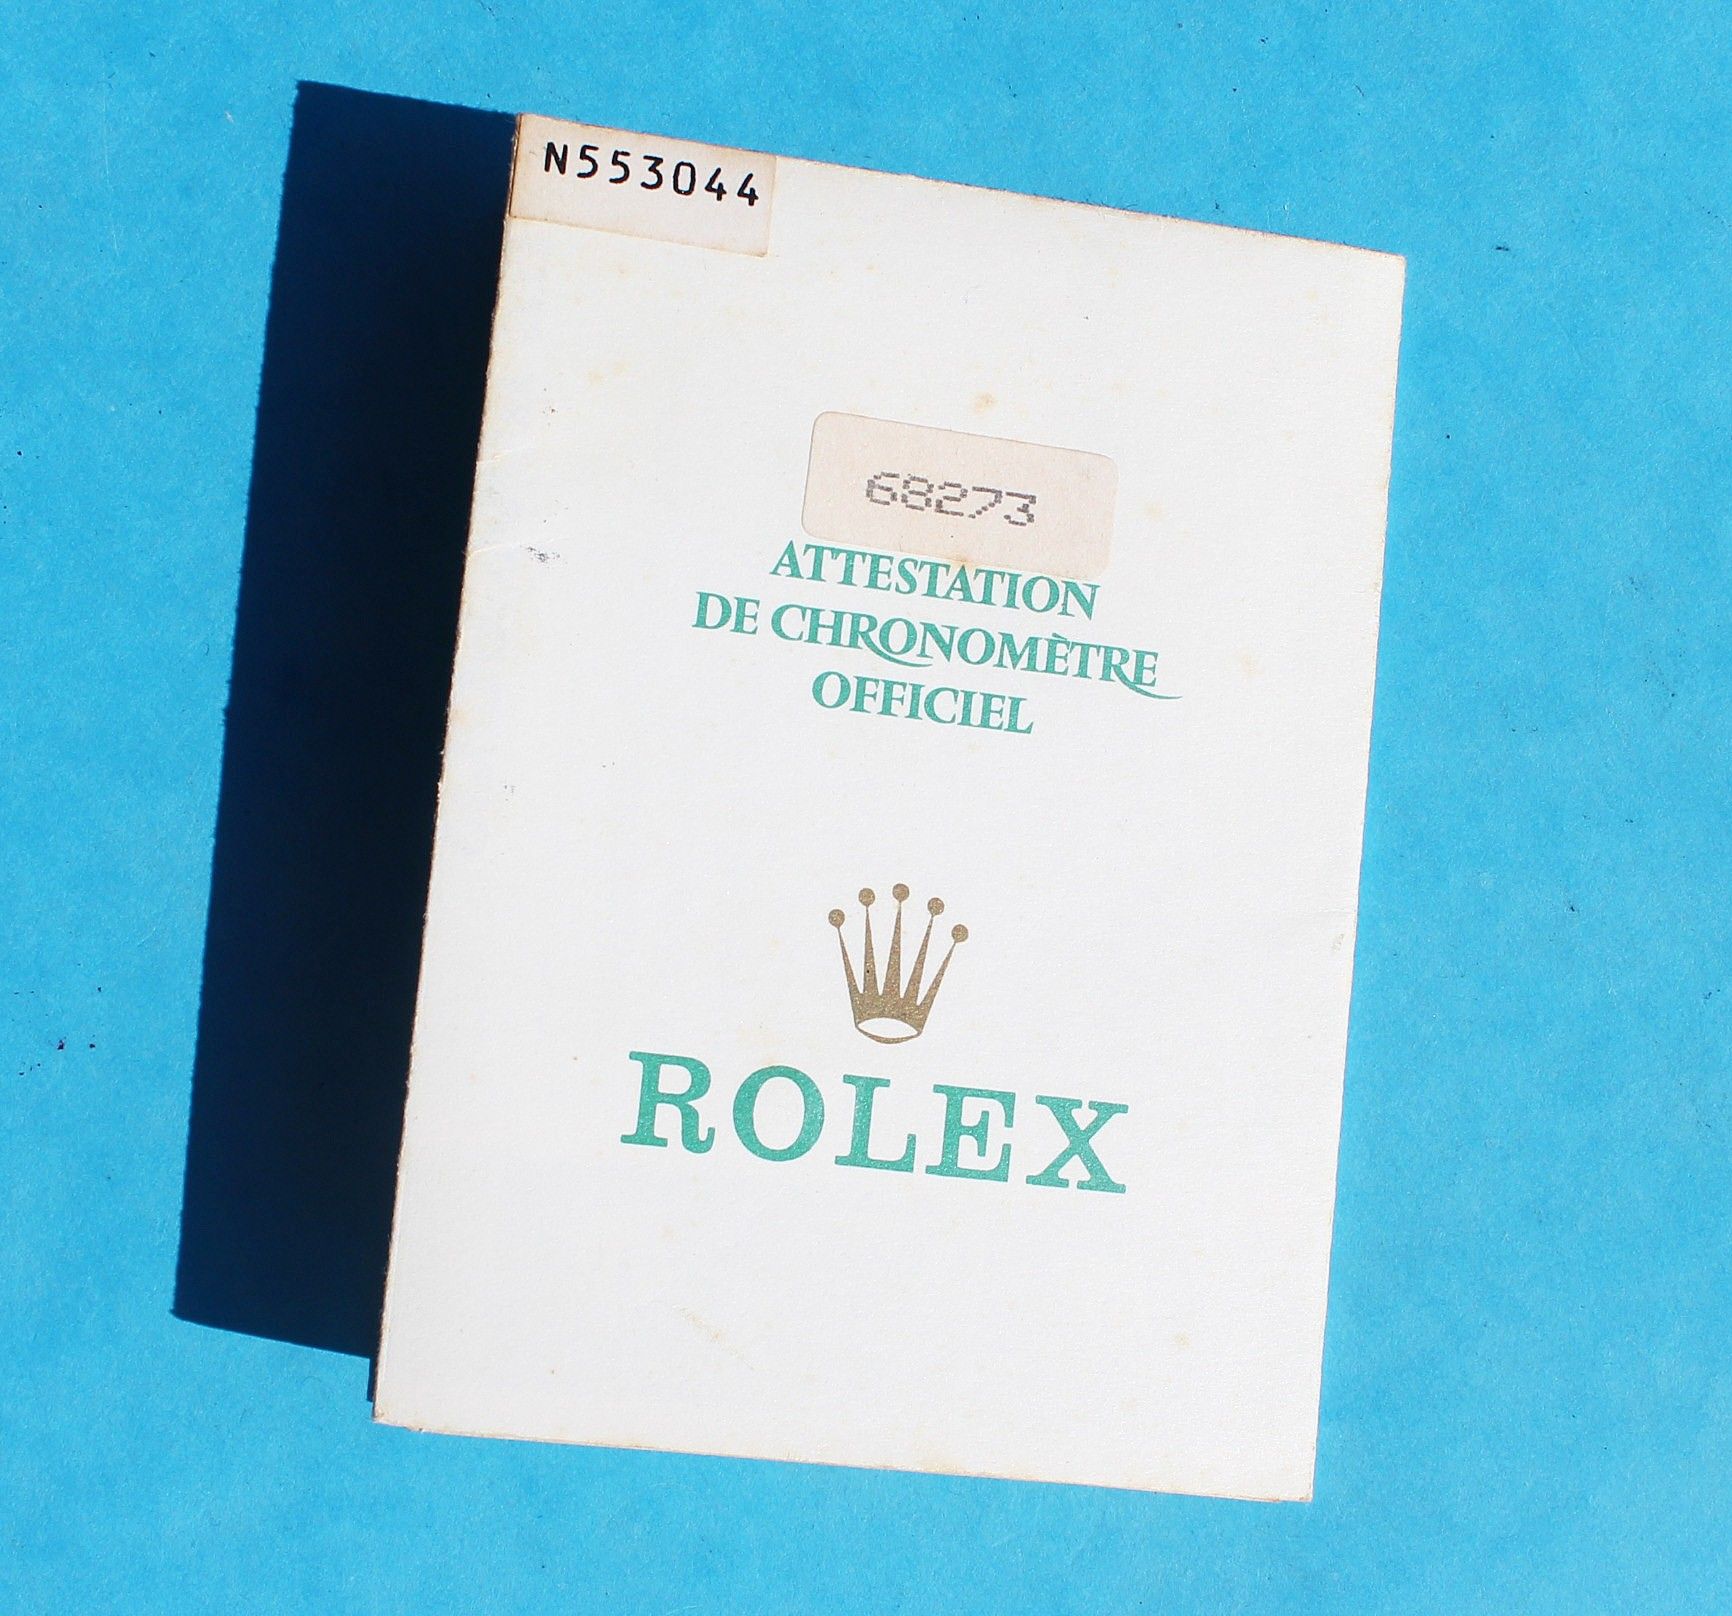 N553044
68273
ATTESTATION
DE CHRONOMÈTRE
OFFICIEL
ROLEX